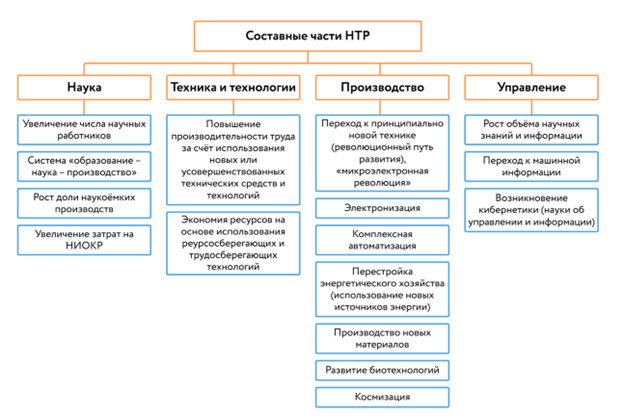 Составные части НТР
Наука
Увеличение числа научных
работников
Система «образование –
наука – производство»
Рост доли наукоёмких
производств
Увеличение затрат на
НИОКР
Техника и технологии
Повышение
производительности труда
за счёт использования
новых или
усовершенствованных
технических средств и
технологий
Экономия ресурсов на
основе использования
реурсосберегающих и
трудосберегающих
технологий
Производство
Переход к принципиально
новой технике
(революционный путь
развития),
«микроэлектронная
революция»
Электронизация
Комплексная
автоматизация
Перестройка
энергетического хозяйства
(использование новых
источников энергии)
Производство новых
материалов
Развитие биотехнологий
Космизация
Управление
Рост объёма научных
знаний и информации
Переход к машинной
информации
Возникновение
кибернетики (науки об
управлении и информации)